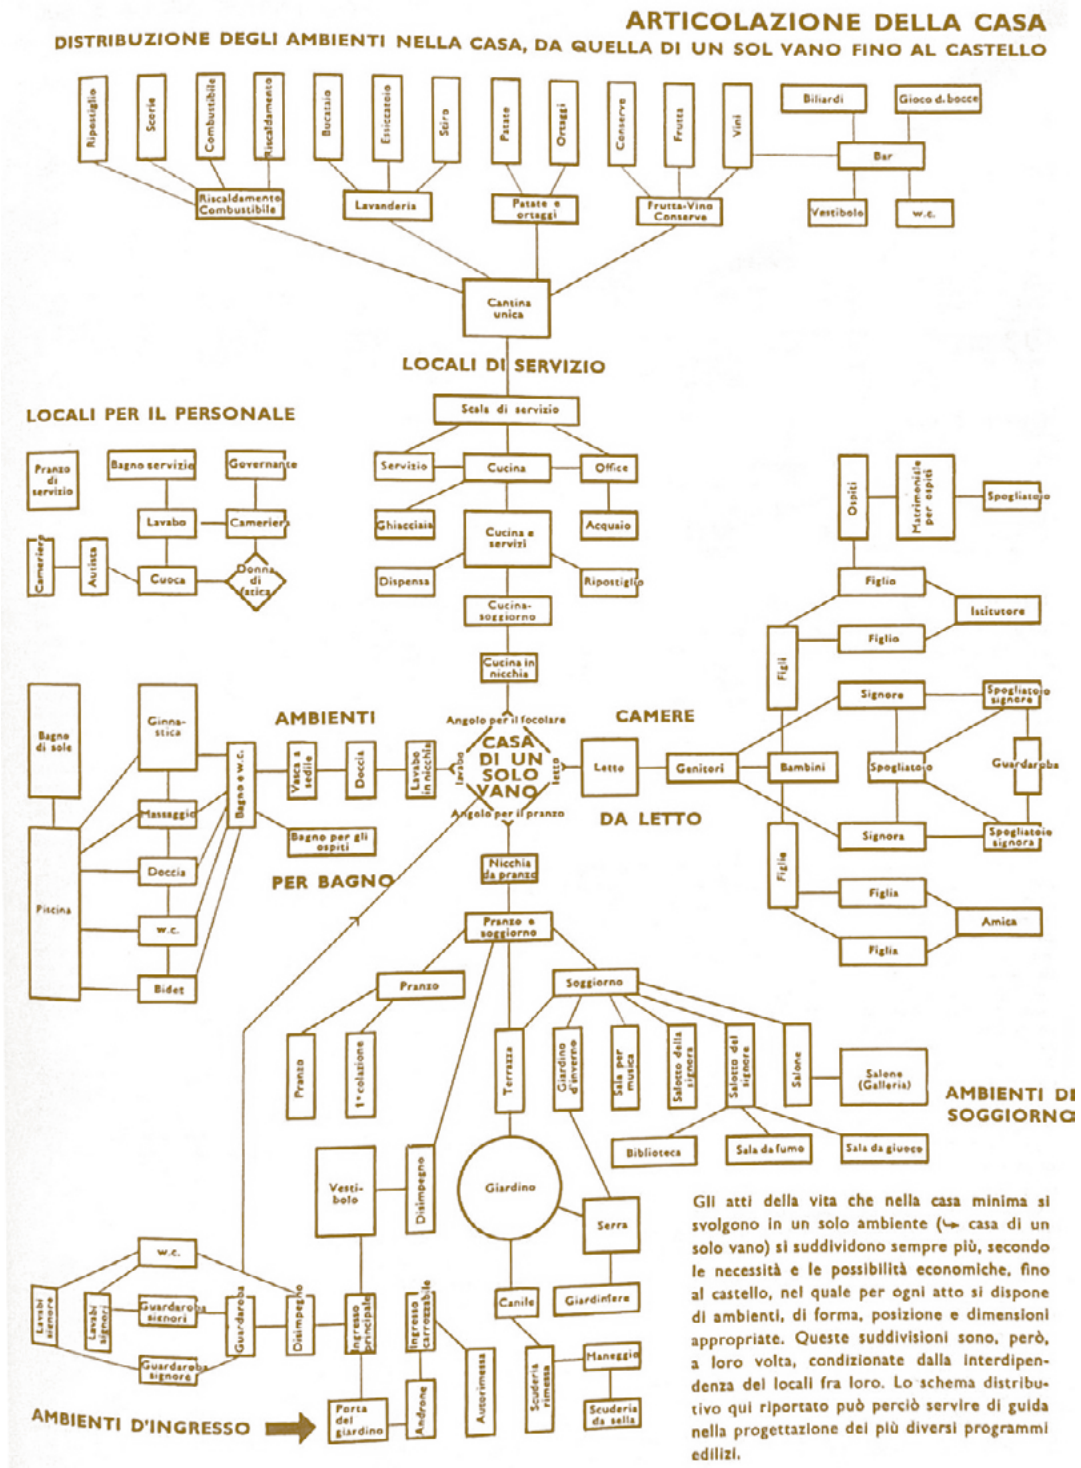 ARTICOLAZIONE DELLA CASA
DISTRIBUZIONE DEGLI AMBIENTI NELLA CASA, DA QUELLA DI UN SOL VANO FINO AL CASTELLO
Ripostiglio
Scorie
Combustibile
Riscaldamento
Bucataio
Essiccatoio
Stiro
Patate
Ortaggi
Conserve
Frutta
Vini
Biliardi
Gioco d. bocce
Bar
Vestibolo
w.c.
Riscaldamento
Combustibile
Lavanderia
Patate e
ortaggi
Frutta-Vino
Conserve
Cantina
unica
LOCALI DI SERVIZIO
Scala di servizio
Servizio
Cucina
Office
Ghiacciaia
Cucina e
servizi
Acquaio
Dispensa
Ripostiglio
Cucina-
soggiorno
Cucina in
nicchia
LOCALI PER IL PERSONALE
Pranzo
di
servizio
Bagno servizio
Governante
Lavabo
Cameriera
Cameriere
Autista
Cuoca
Donna
di
fatica
Ospiti
Matrimoniale
per ospiti
Spogliatoio
Figlio
Istitutore
Figlio
Figli
Signore
Spogliatoio
signore
Genitori
Bambini
Spogliatoio
Guardaroba
Signora
Spogliatoio
signora
Figlie
Figlia
Amica
Figlia
CAMERE
DA LETTO
Letto
Angolo per il focolare
lavabo
CASA
DI UN
SOLO
VANO
letto
Angolo per il pranzo
AMBIENTI
PER BAGNO
Bagno
di sole
Ginna-
stica
Bagno e w.c.
Vasca a
sedile
Doccia
Lavabo
in nicchia
Massaggio
Bagno per gli
ospiti
Doccia
Piscina
w.c.
Bidet
Nicchia
da pranzo
Pranzo e
soggiorno
Pranzo
Soggiorno
Pranzo
1ª colazione
Terrazza
Giardino
d'inverno
Sala per
musica
Salotto della
signora
Salotto del
signore
Salone
Salone
(Galleria)
AMBIENTI DI
SOGGIORNO
Biblioteca
Sala da fumo
Sala da giuoco
Vesti-
bolo
Disimpegno
Giardino
Serra
Canile
Giardiniere
Scuderia
rimessa
Maneggio
Scuderia
da sella
w.c.
Lavabi
signore
Lavabi
signori
Guardaroba
signori
Guardaroba
signore
Guardaroba
Disimpegno
Ingresso
principale
Ingresso
carrozzabile
Autorimessa
Porta
del
giardino
Androne
AMBIENTI D'INGRESSO
Gli atti della vita che nella casa minima si
svolgono in un solo ambiente (↪ casa di un
solo vano) si suddividono sempre più, secondo
le necessità e le possibilità economiche, fino
al castello, nel quale per ogni atto si dispone
di ambienti, di forma, posizione e dimensioni
appropriate. Queste suddivisioni sono, però,
a loro volta, condizionate dalla interdipen-
denza dei locali fra loro. Lo schema distribu-
tivo qui riportato può perciò servire di guida
nella progettazione dei più diversi programmi
edilizi.